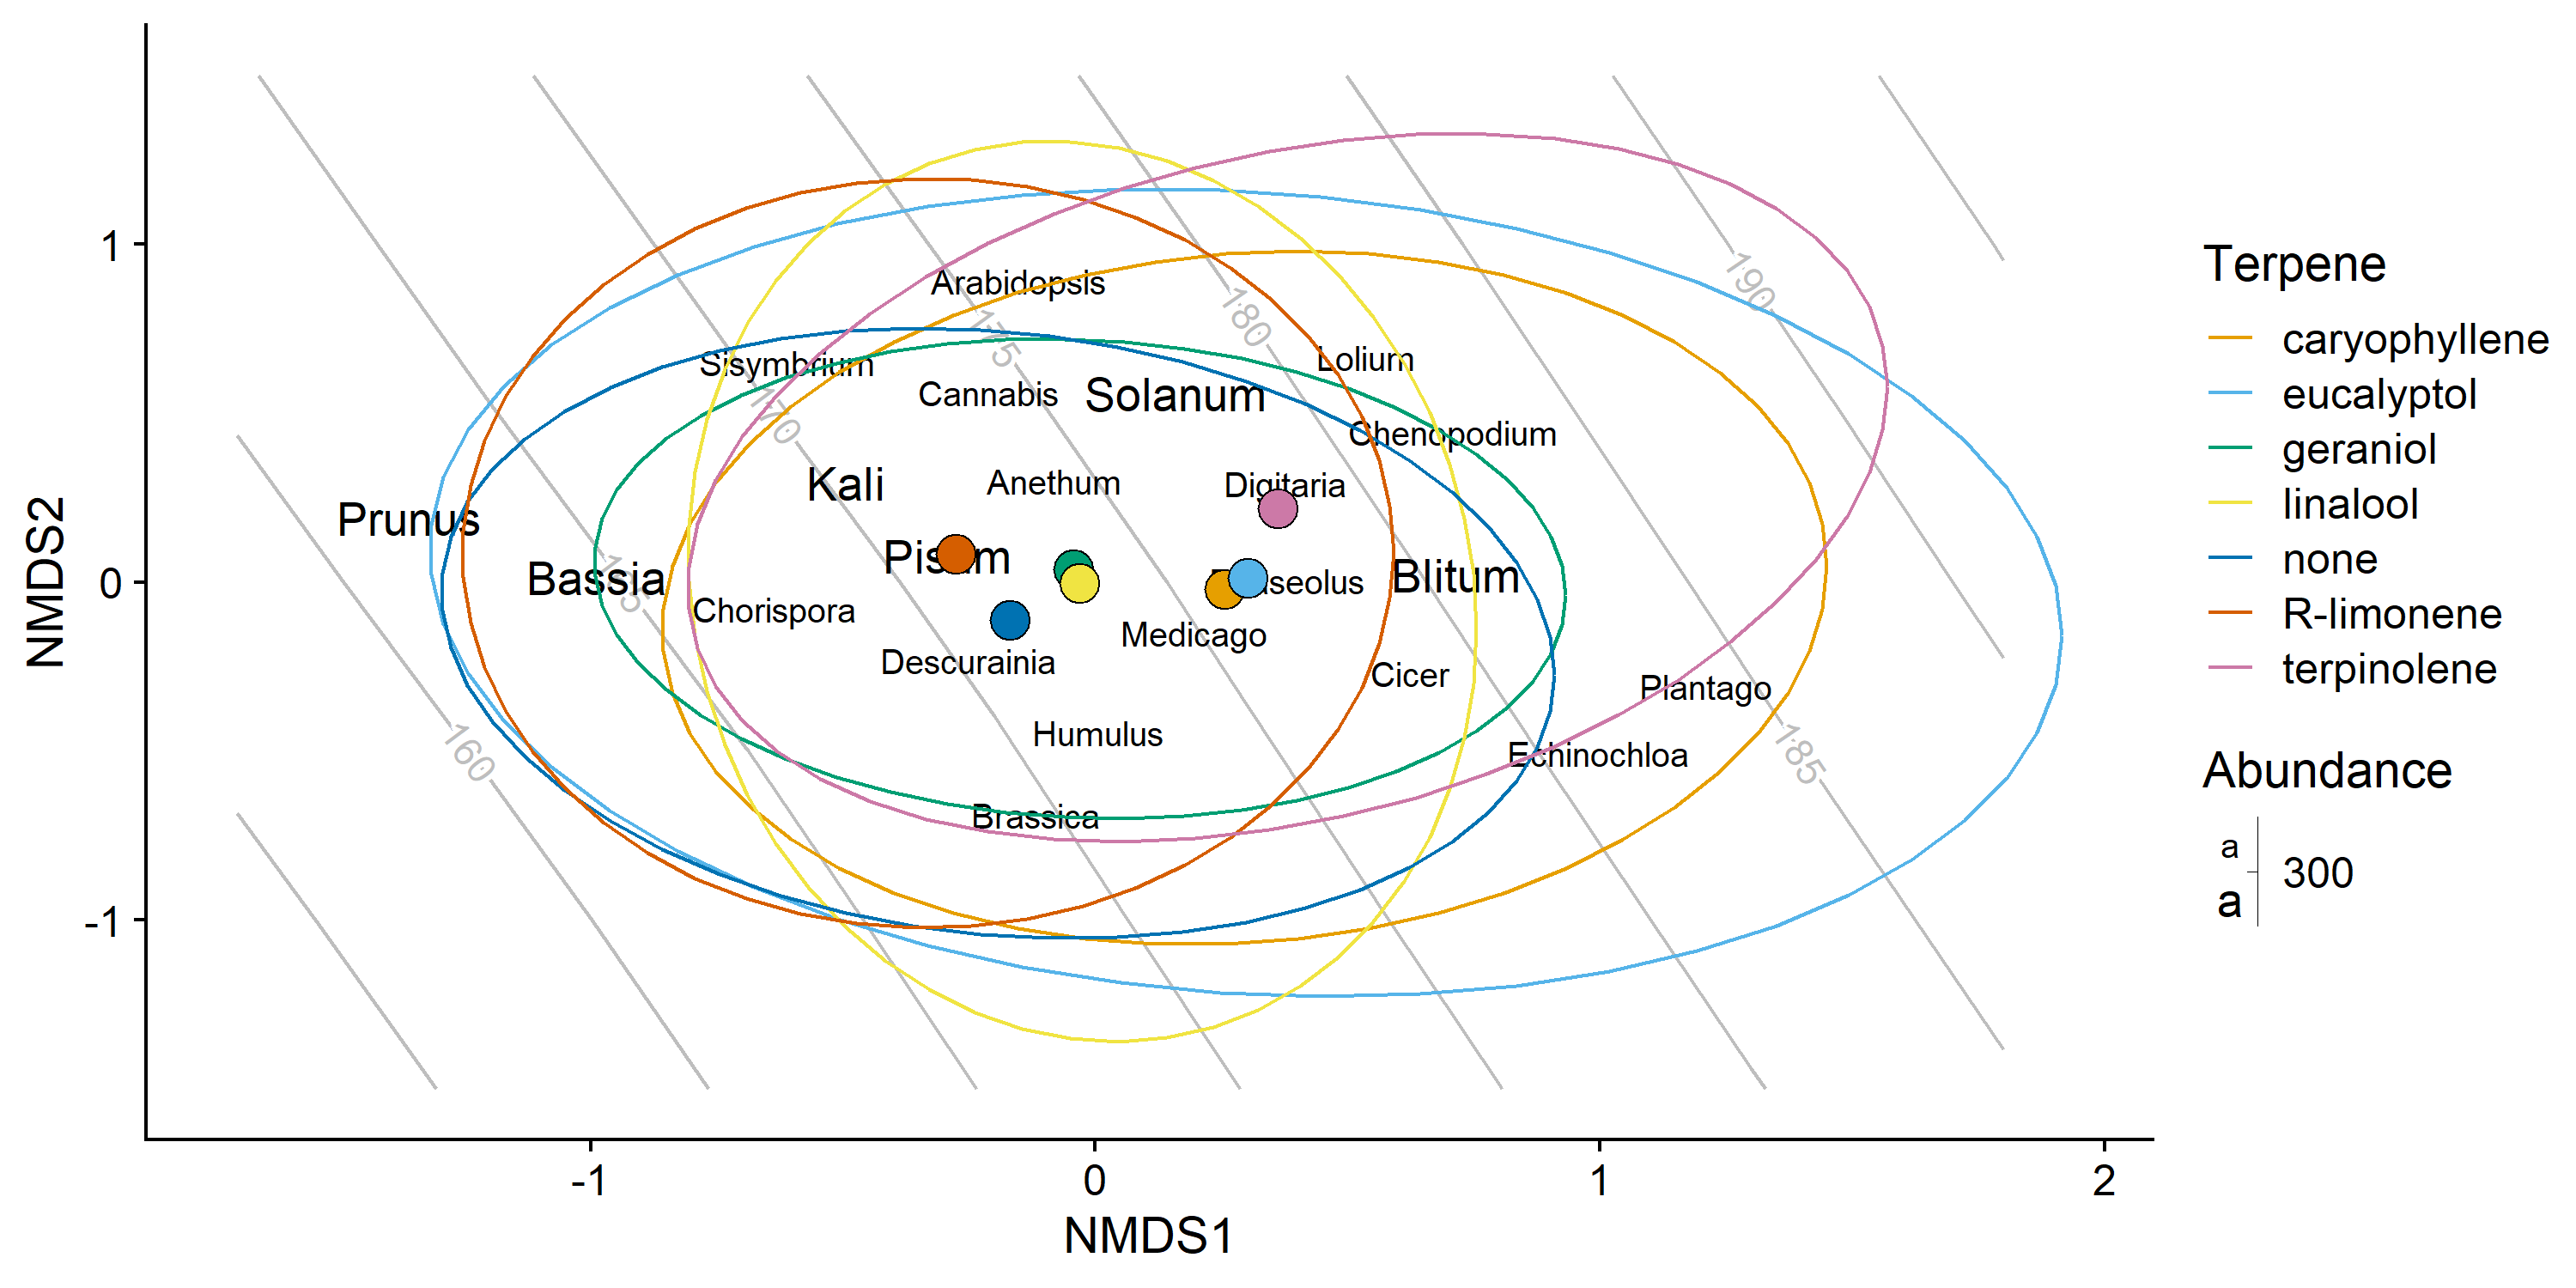 NMDS2
1
0
-1
-1
0
1
2
NMDS1
160
165
170
175
180
185
190
Arabidopsis
Sisymbrium
Cannabis
Solanum
Lolium
Chenopodium
Kali
Anethum
Digitaria
Prunus
Bassia
Blitum
Chorispora
Medicago
Descurainia
Cicer
Plantago
Humulus
Echinochloa
Brassica
Terpene
caryophyllene
eucalyptol
geraniol
linalool
none
R-limonene
terpinolene
Abundance
a
a
300